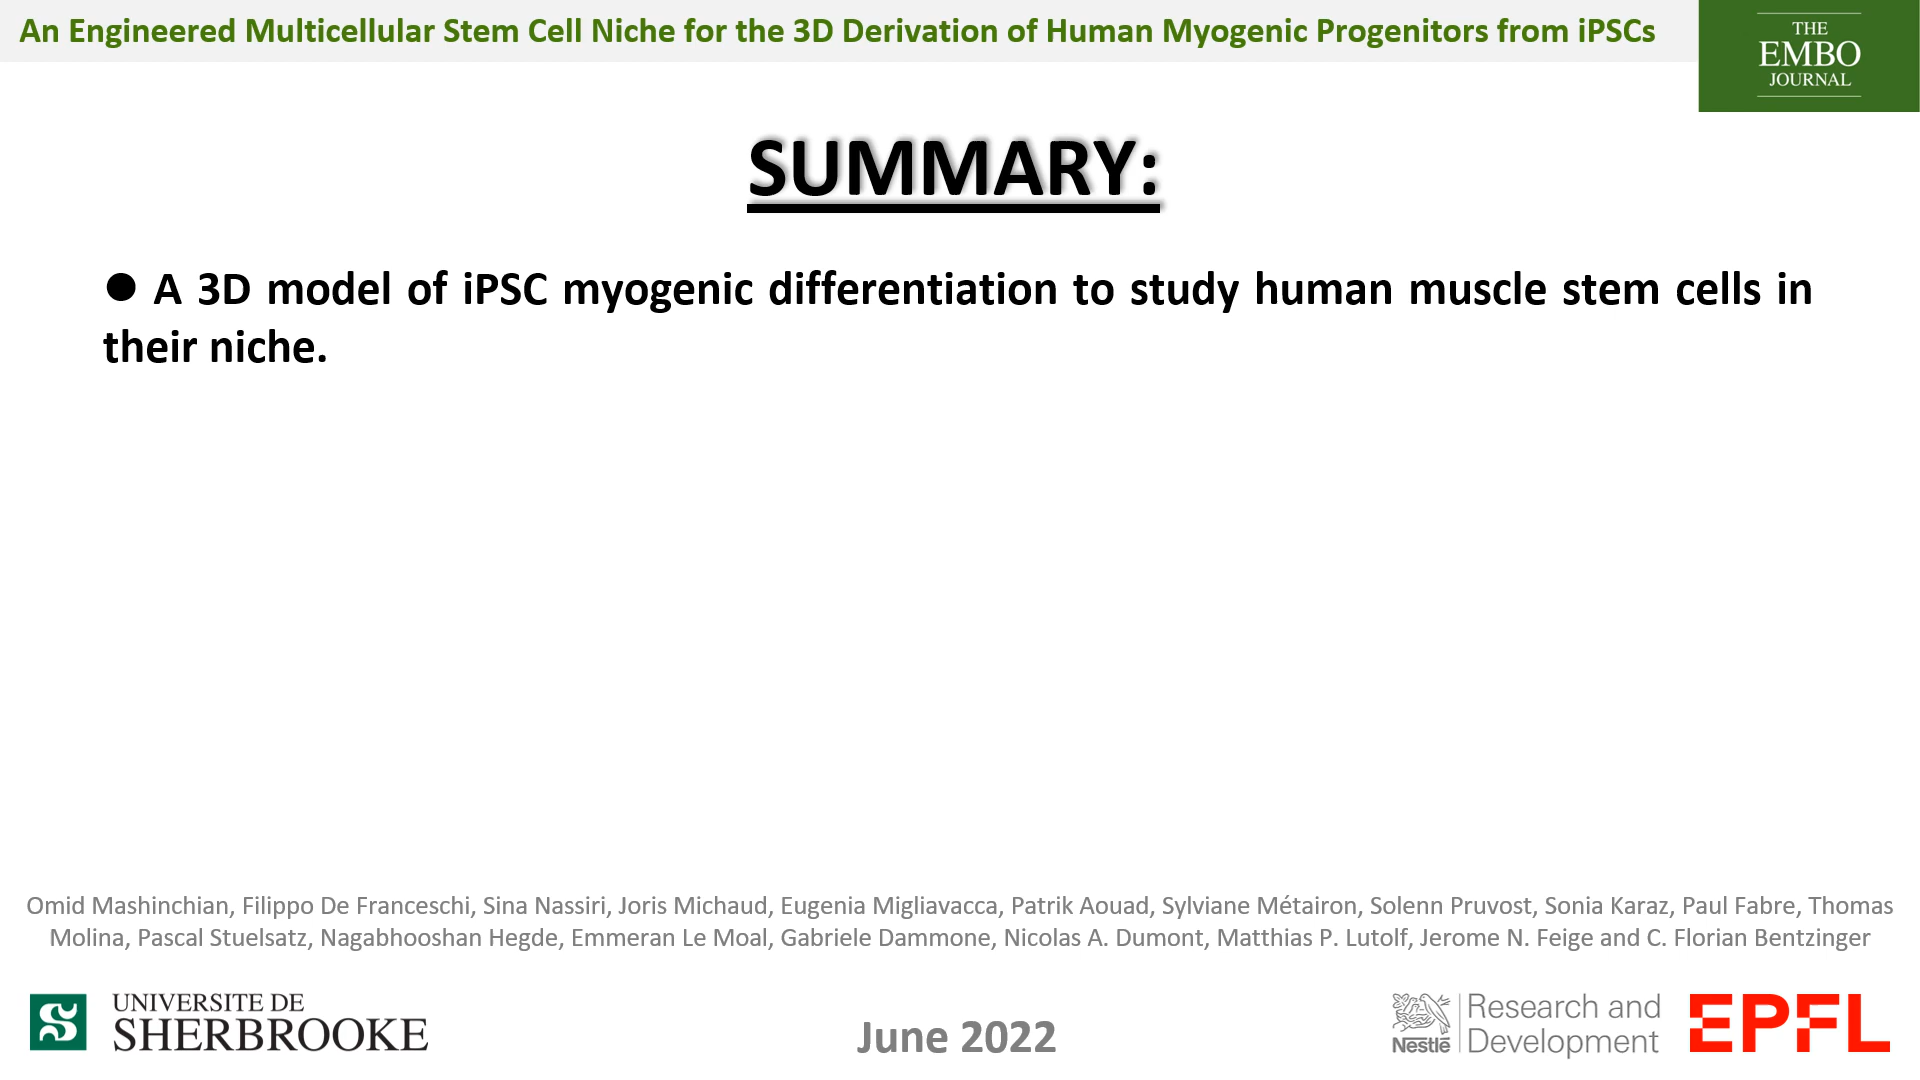 An Engineered Multicellular Stem Cell Niche for the 3D Derivation of Human Myogenic Progenitors from iPSCs
THE
EMBO
JOURNAL
SUMMARY:
● A 3D model of iPSC myogenic differentiation to study human muscle stem cells in
their niche.
Omid Mashinchian, Filippo De Franceschi, Sina Nassiri, Joris Michaud, Eugenia Migliavacca, Patrik Aouad, Sylviane Métairon, Solenn Pruvost, Sonia Karaz, Paul Fabre, Thomas
Molina, Pascal Stuelsatz, Nagabhooshan Hegde, Emmeran Le Moal, Gabriele Dammone, Nicolas A. Dumont, Matthias P. Lutolf, Jerome N. Feige and C. Florian Bentzinger
UNIVERSITE DE
SHERBROOKE
June 2022
Nestlē
Research and
Development
EPFL